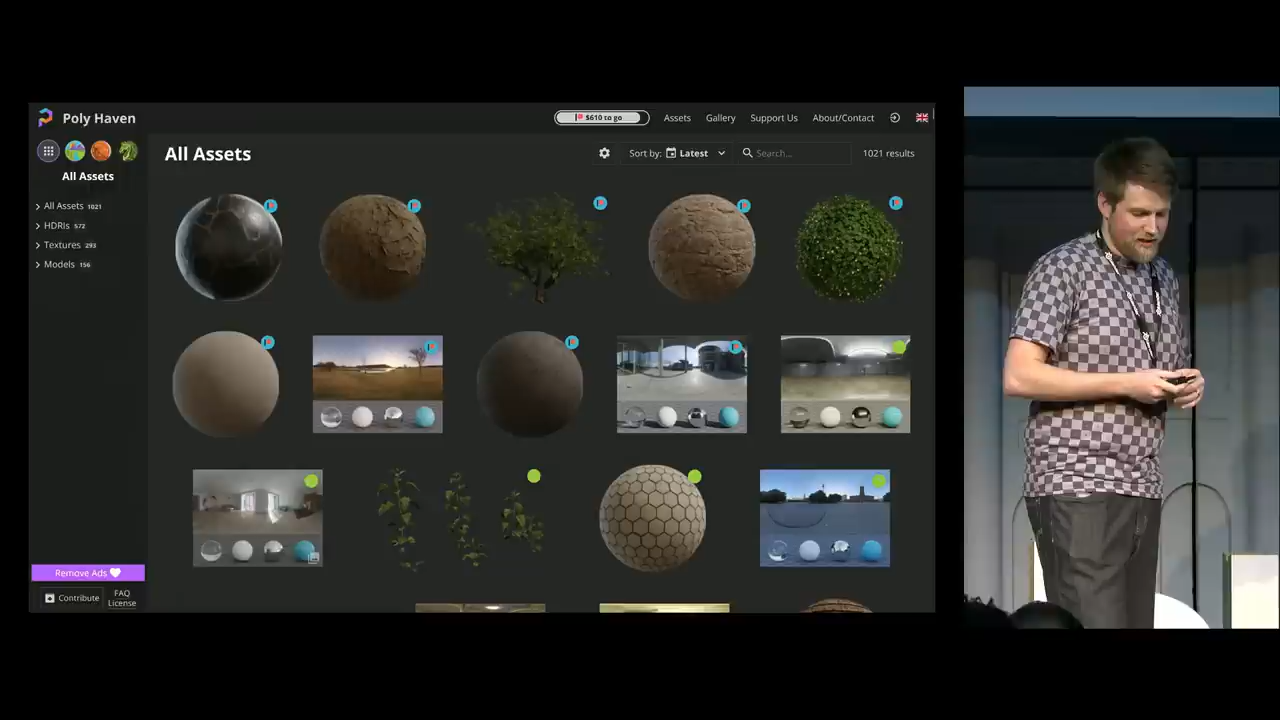 Poly Haven
$610 to go
Assets
Gallery
Support Us
About/Contact
All Assets
All Assets
Sort by: Latest
Search...
1021 results
All Assets 1021
HDRIs 572
Textures 293
Models 156
Remove Ads
Contribute
FAQ
License